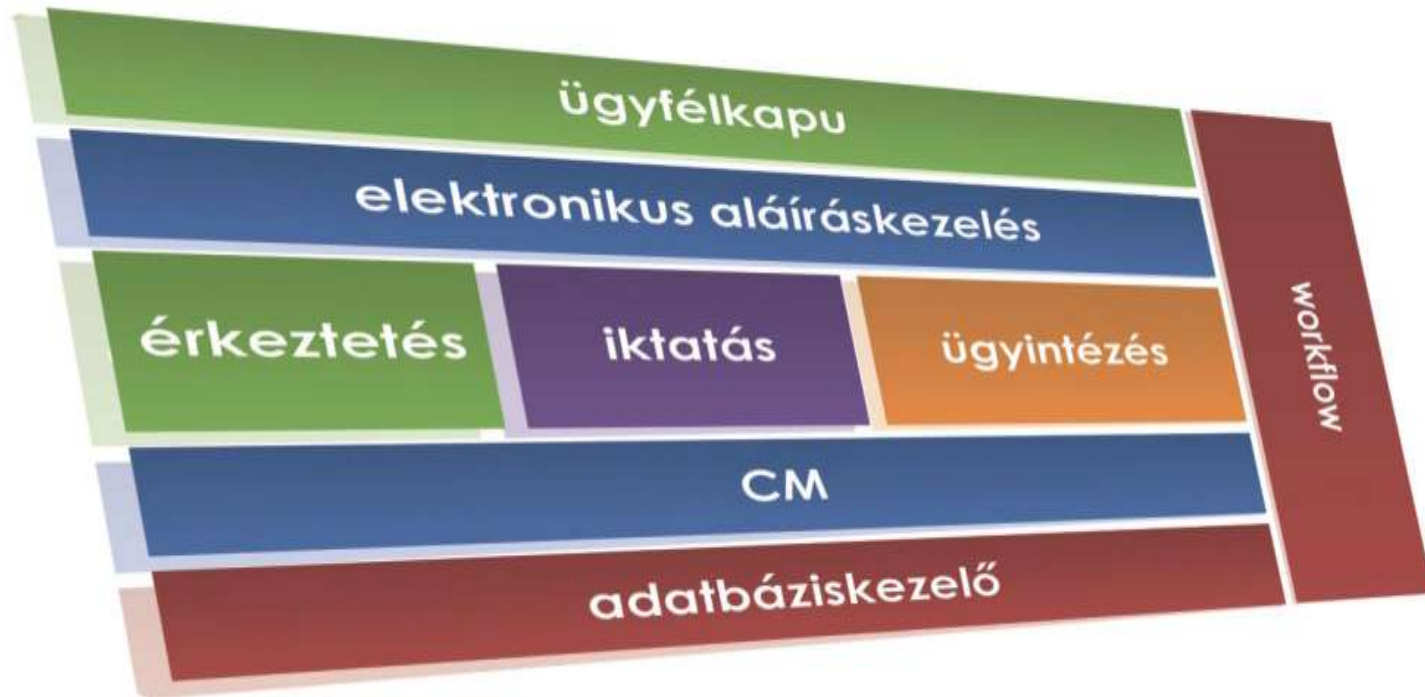 ügyfélkapu
elektronikus aláíráskezelés
érkeztetés
iktatás
ügyintézés
workflow
CM
adatbáziskezelő